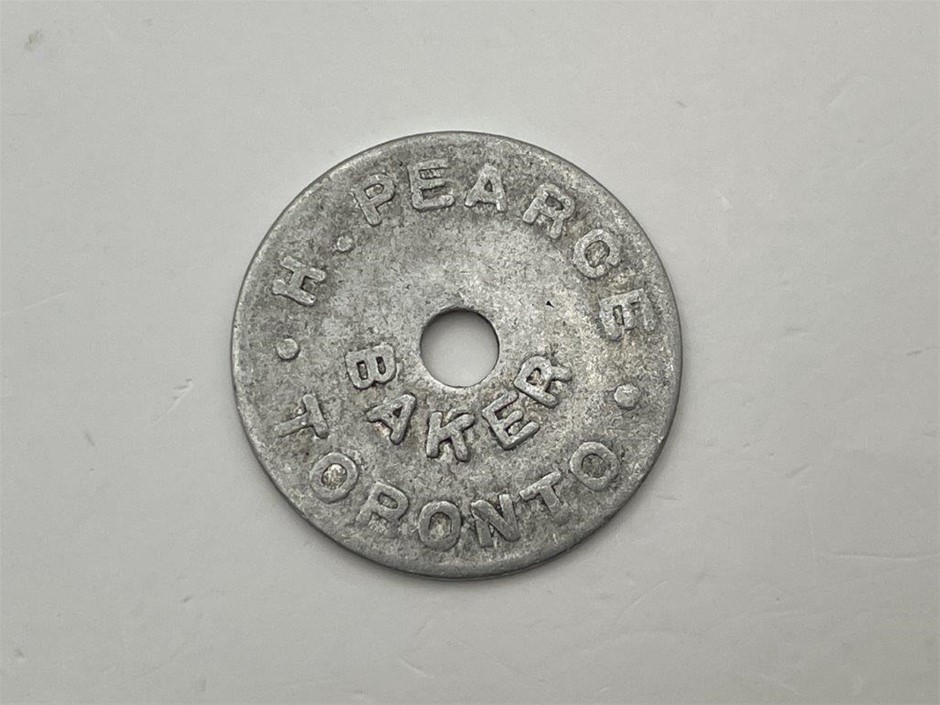 H. PEARCE
BAKER
TORONTO